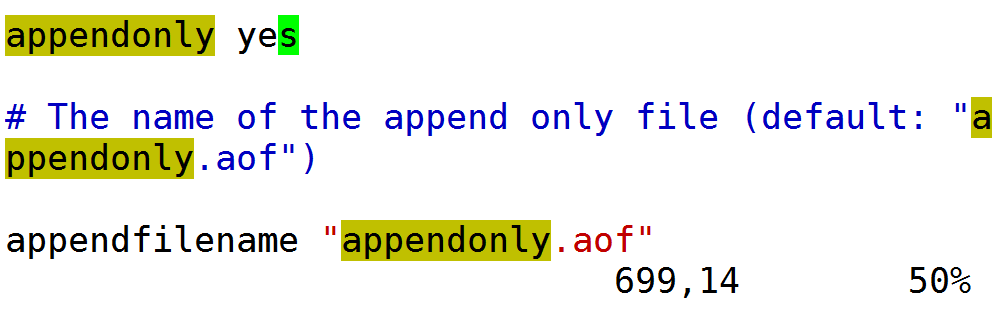 appendonly yes
# The name of the append only file (default: "a
ppendonly.aof")
appendfilename "appendonly.aof"
699,14 50%